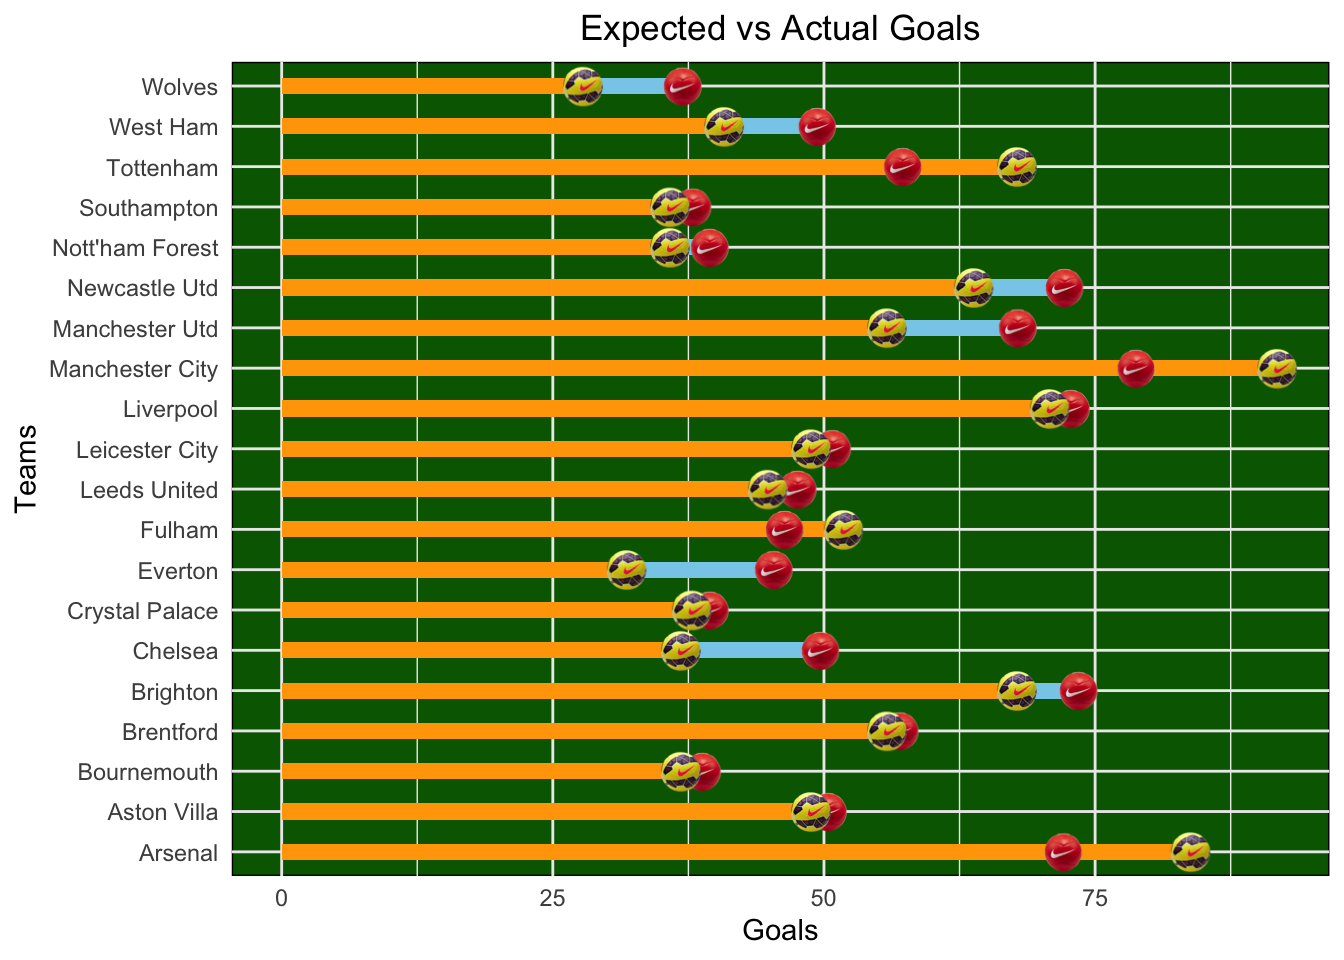 Expected vs Actual Goals
Teams
Wolves
West Ham
Tottenham
Southampton
Nott'ham Forest
Newcastle Utd
Manchester Utd
Manchester City
Liverpool
Leicester City
Leeds United
Fulham
Everton
Crystal Palace
Chelsea
Brighton
Brentford
Bournemouth
Aston Villa
Arsenal
0 25 50 75
Goals